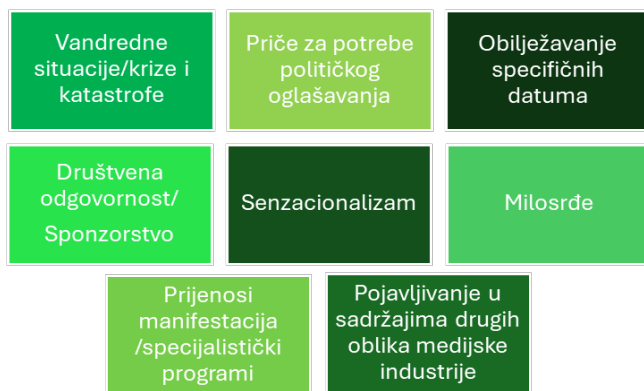 Vandredne
situacije/krize i
katastrofe
Priče za potrebe
političkog
oglašavanja
Obilježavanje
specifičnih
datuma
Društvena
odgovornost/
Sponzorstvo
Senzacionalizam
Milosrđe
Prijenosi
manifestacija
/specijalistički
programi
Pojavljivanje u
sadržajima drugih
oblika medijske
industrije